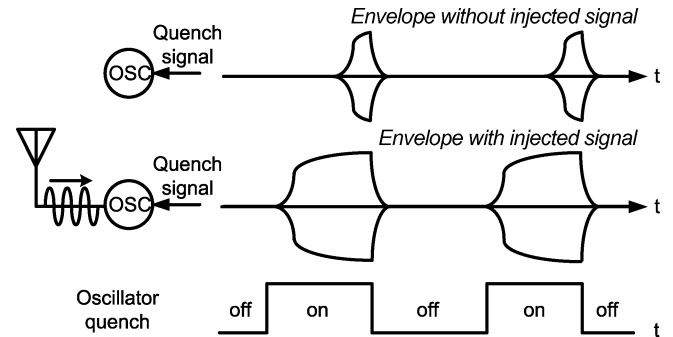 Envelope without injected signal
Quench
signal
OSC
t
Envelope with injected signal
Quench
signal
OSC
t
Oscillator
quench
off on off on off
t